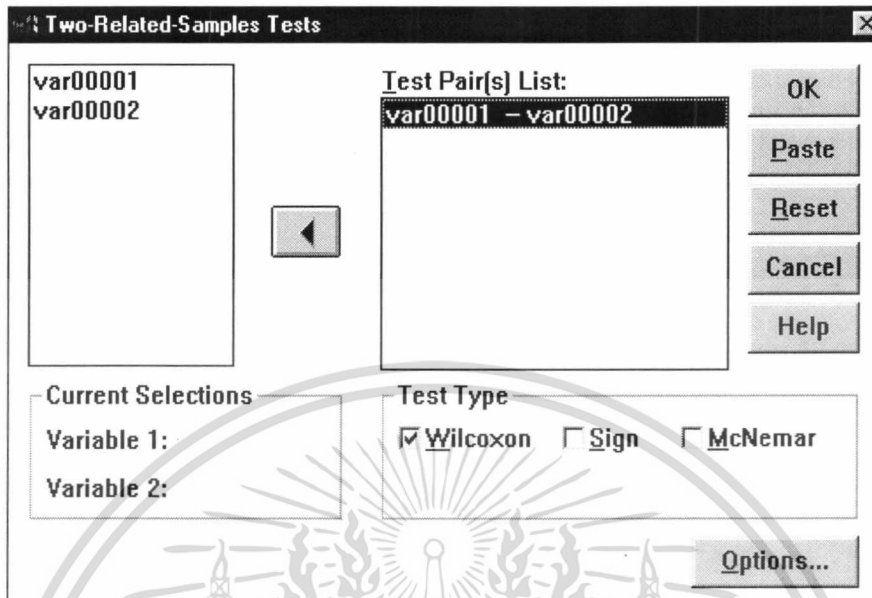 Two-Related-Samples Tests
var00001
var00002
Test Pair(s) List:
var00001 – var00002
OK
Paste
Reset
Cancel
Help
Current Selections
Variable 1:
Variable 2:
Test Type
Wilcoxon
Sign
McNemar
Options...